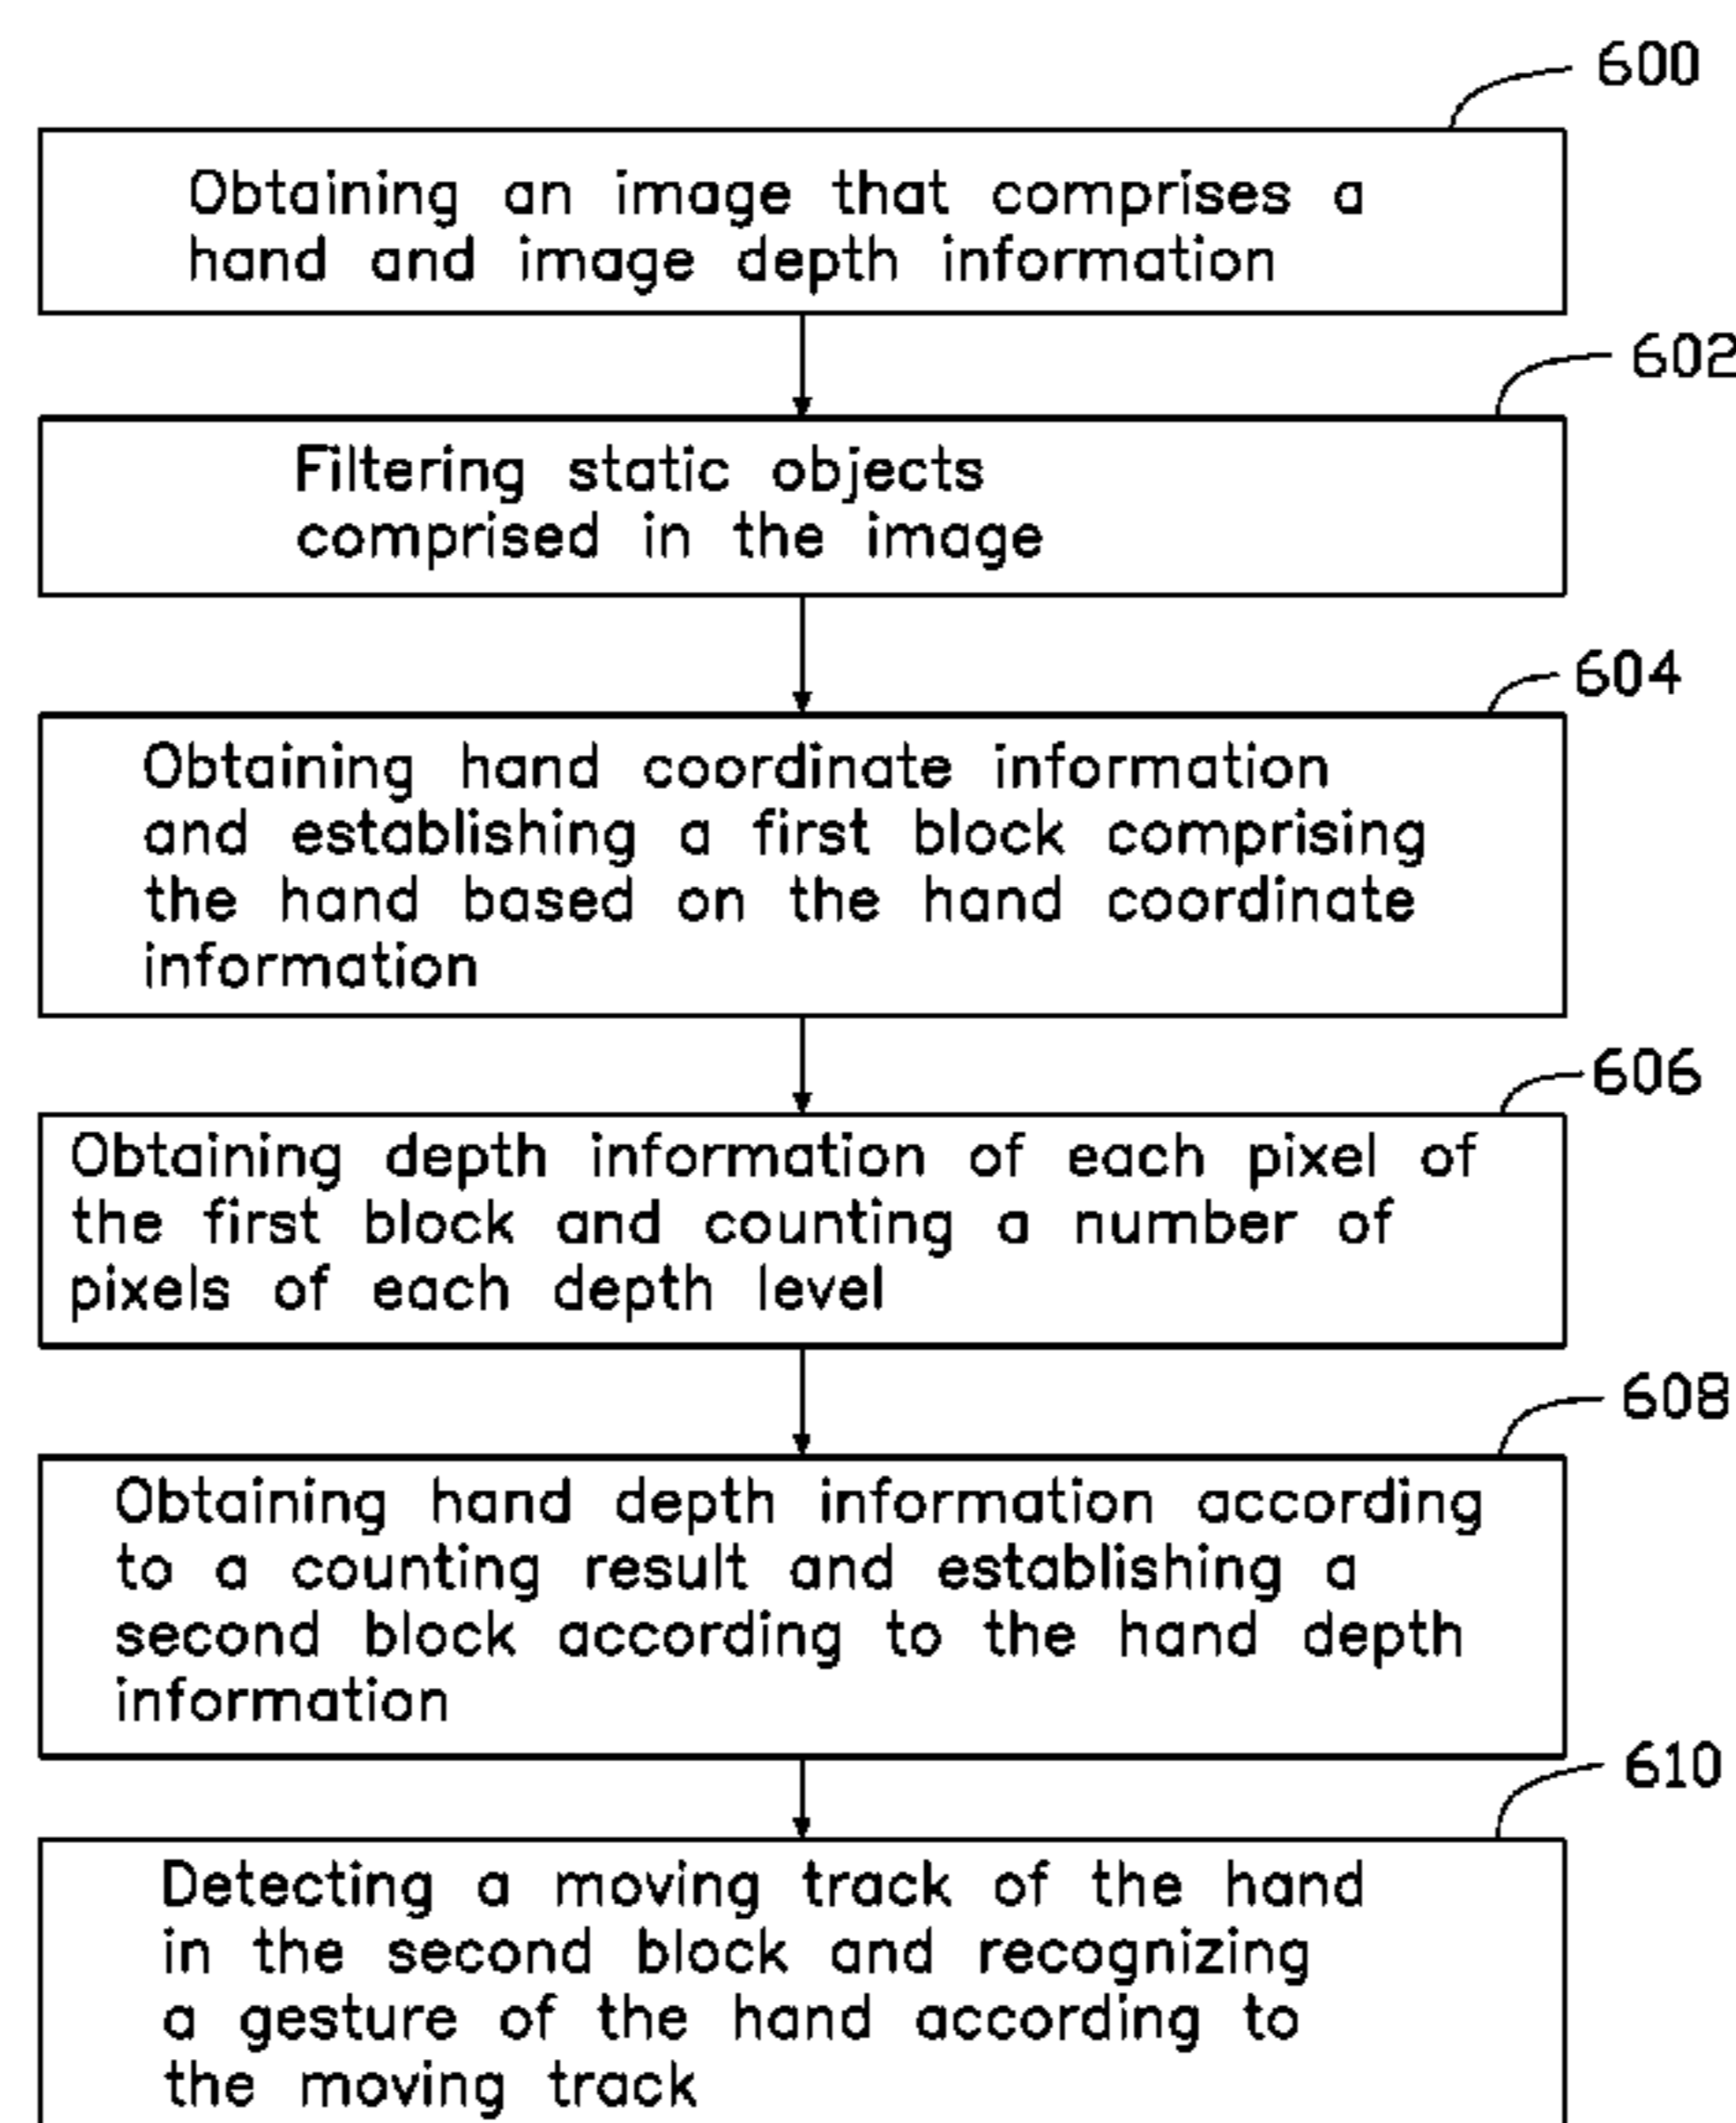 600
Obtaining an image that comprises a
hand and image depth information
602
Filtering static objects
comprised in the image
604
Obtaining hand coordinate information
and establishing a first block comprising
the hand based on the hand coordinate
information
606
Obtaining depth information of each pixel of
the first block and counting a number of
pixels of each depth level
608
Obtaining hand depth information according
to a counting result and establishing a
second block according to the hand depth
information
610
Detecting a moving track of the hand
in the second block and recognizing
a gesture of the hand according to
the moving track